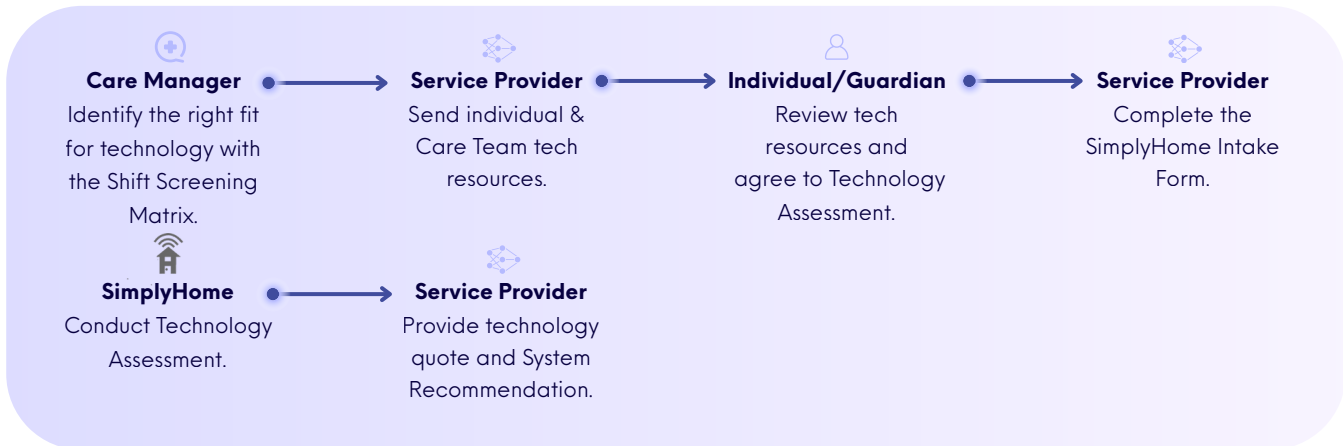 Care Manager
Identify the right fit
for technology with
the Shift Screening
Matrix.
Service Provider
Send individual &
Care Team tech
resources.
Individual/Guardian
Review tech
resources and
agree to Technology
Assessment.
Service Provider
Complete the
SimplyHome Intake
Form.
SimplyHome
Conduct Technology
Assessment.
Service Provider
Provide technology
quote and System
Recommendation.